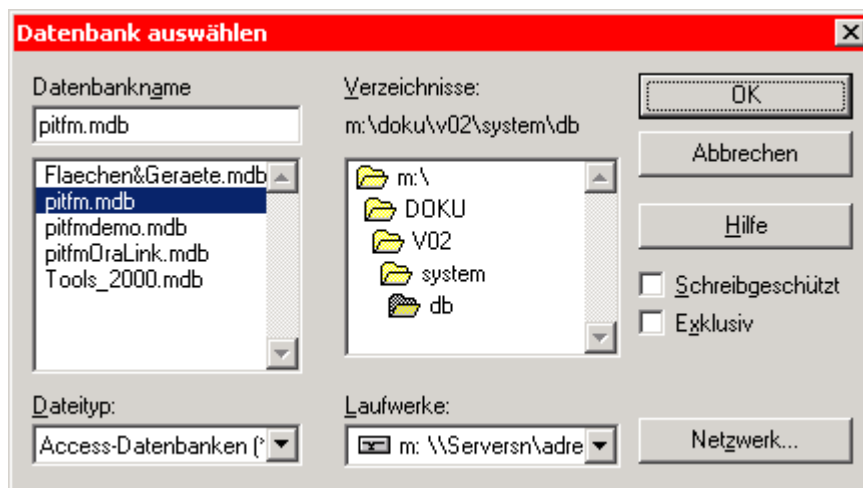 Datenbank auswählen
Datenbankname
pitfm.mdb
Flaechen&Geraete.mdb
pitfm.mdb
pitfmdemo.mdb
pitfmOraLink.mdb
Tools_2000.mdb
Dateityp:
Access-Datenbanken (*
Verzeichnisse:
m:\doku\v02\system\db
m:\
DOKU
V02
system
db
Laufwerke:
m: \\Serversn\adre
OK
Abbrechen
Hilfe
Schreibgeschützt
Exklusiv
Netzwerk...